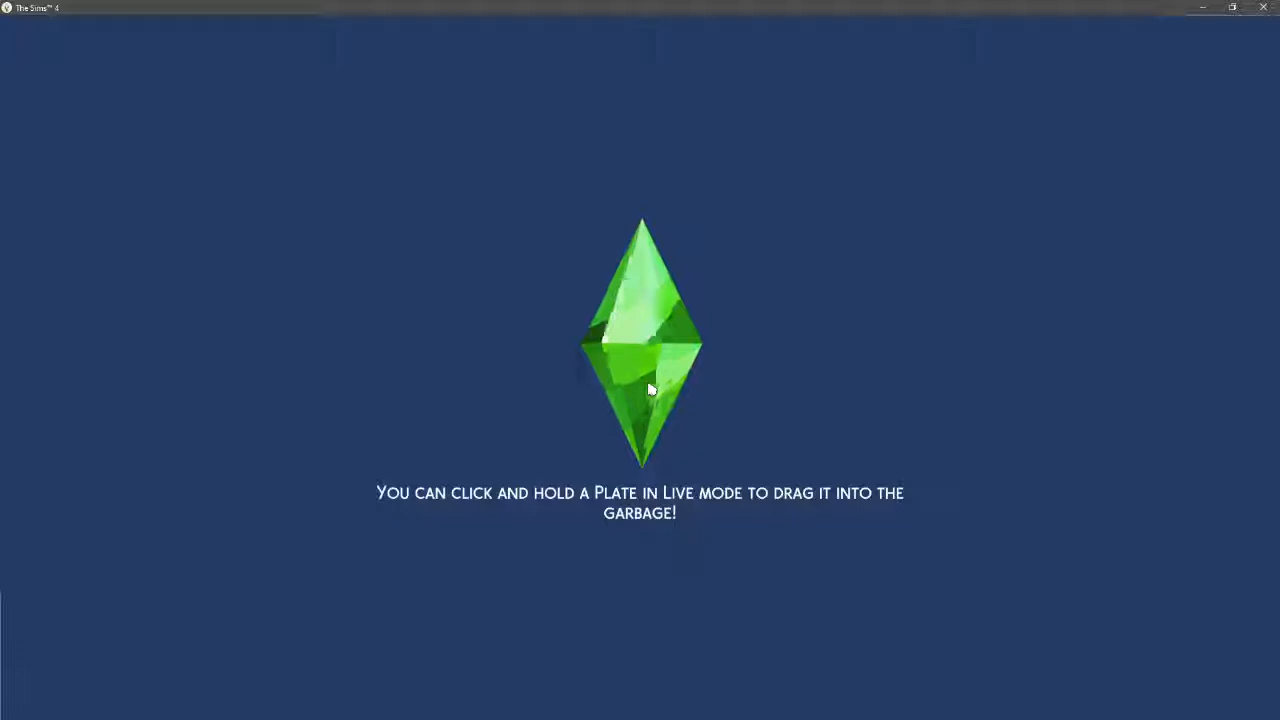 The Sims™ 4
You can click and hold a Plate in Live mode to drag it into the
garbage!